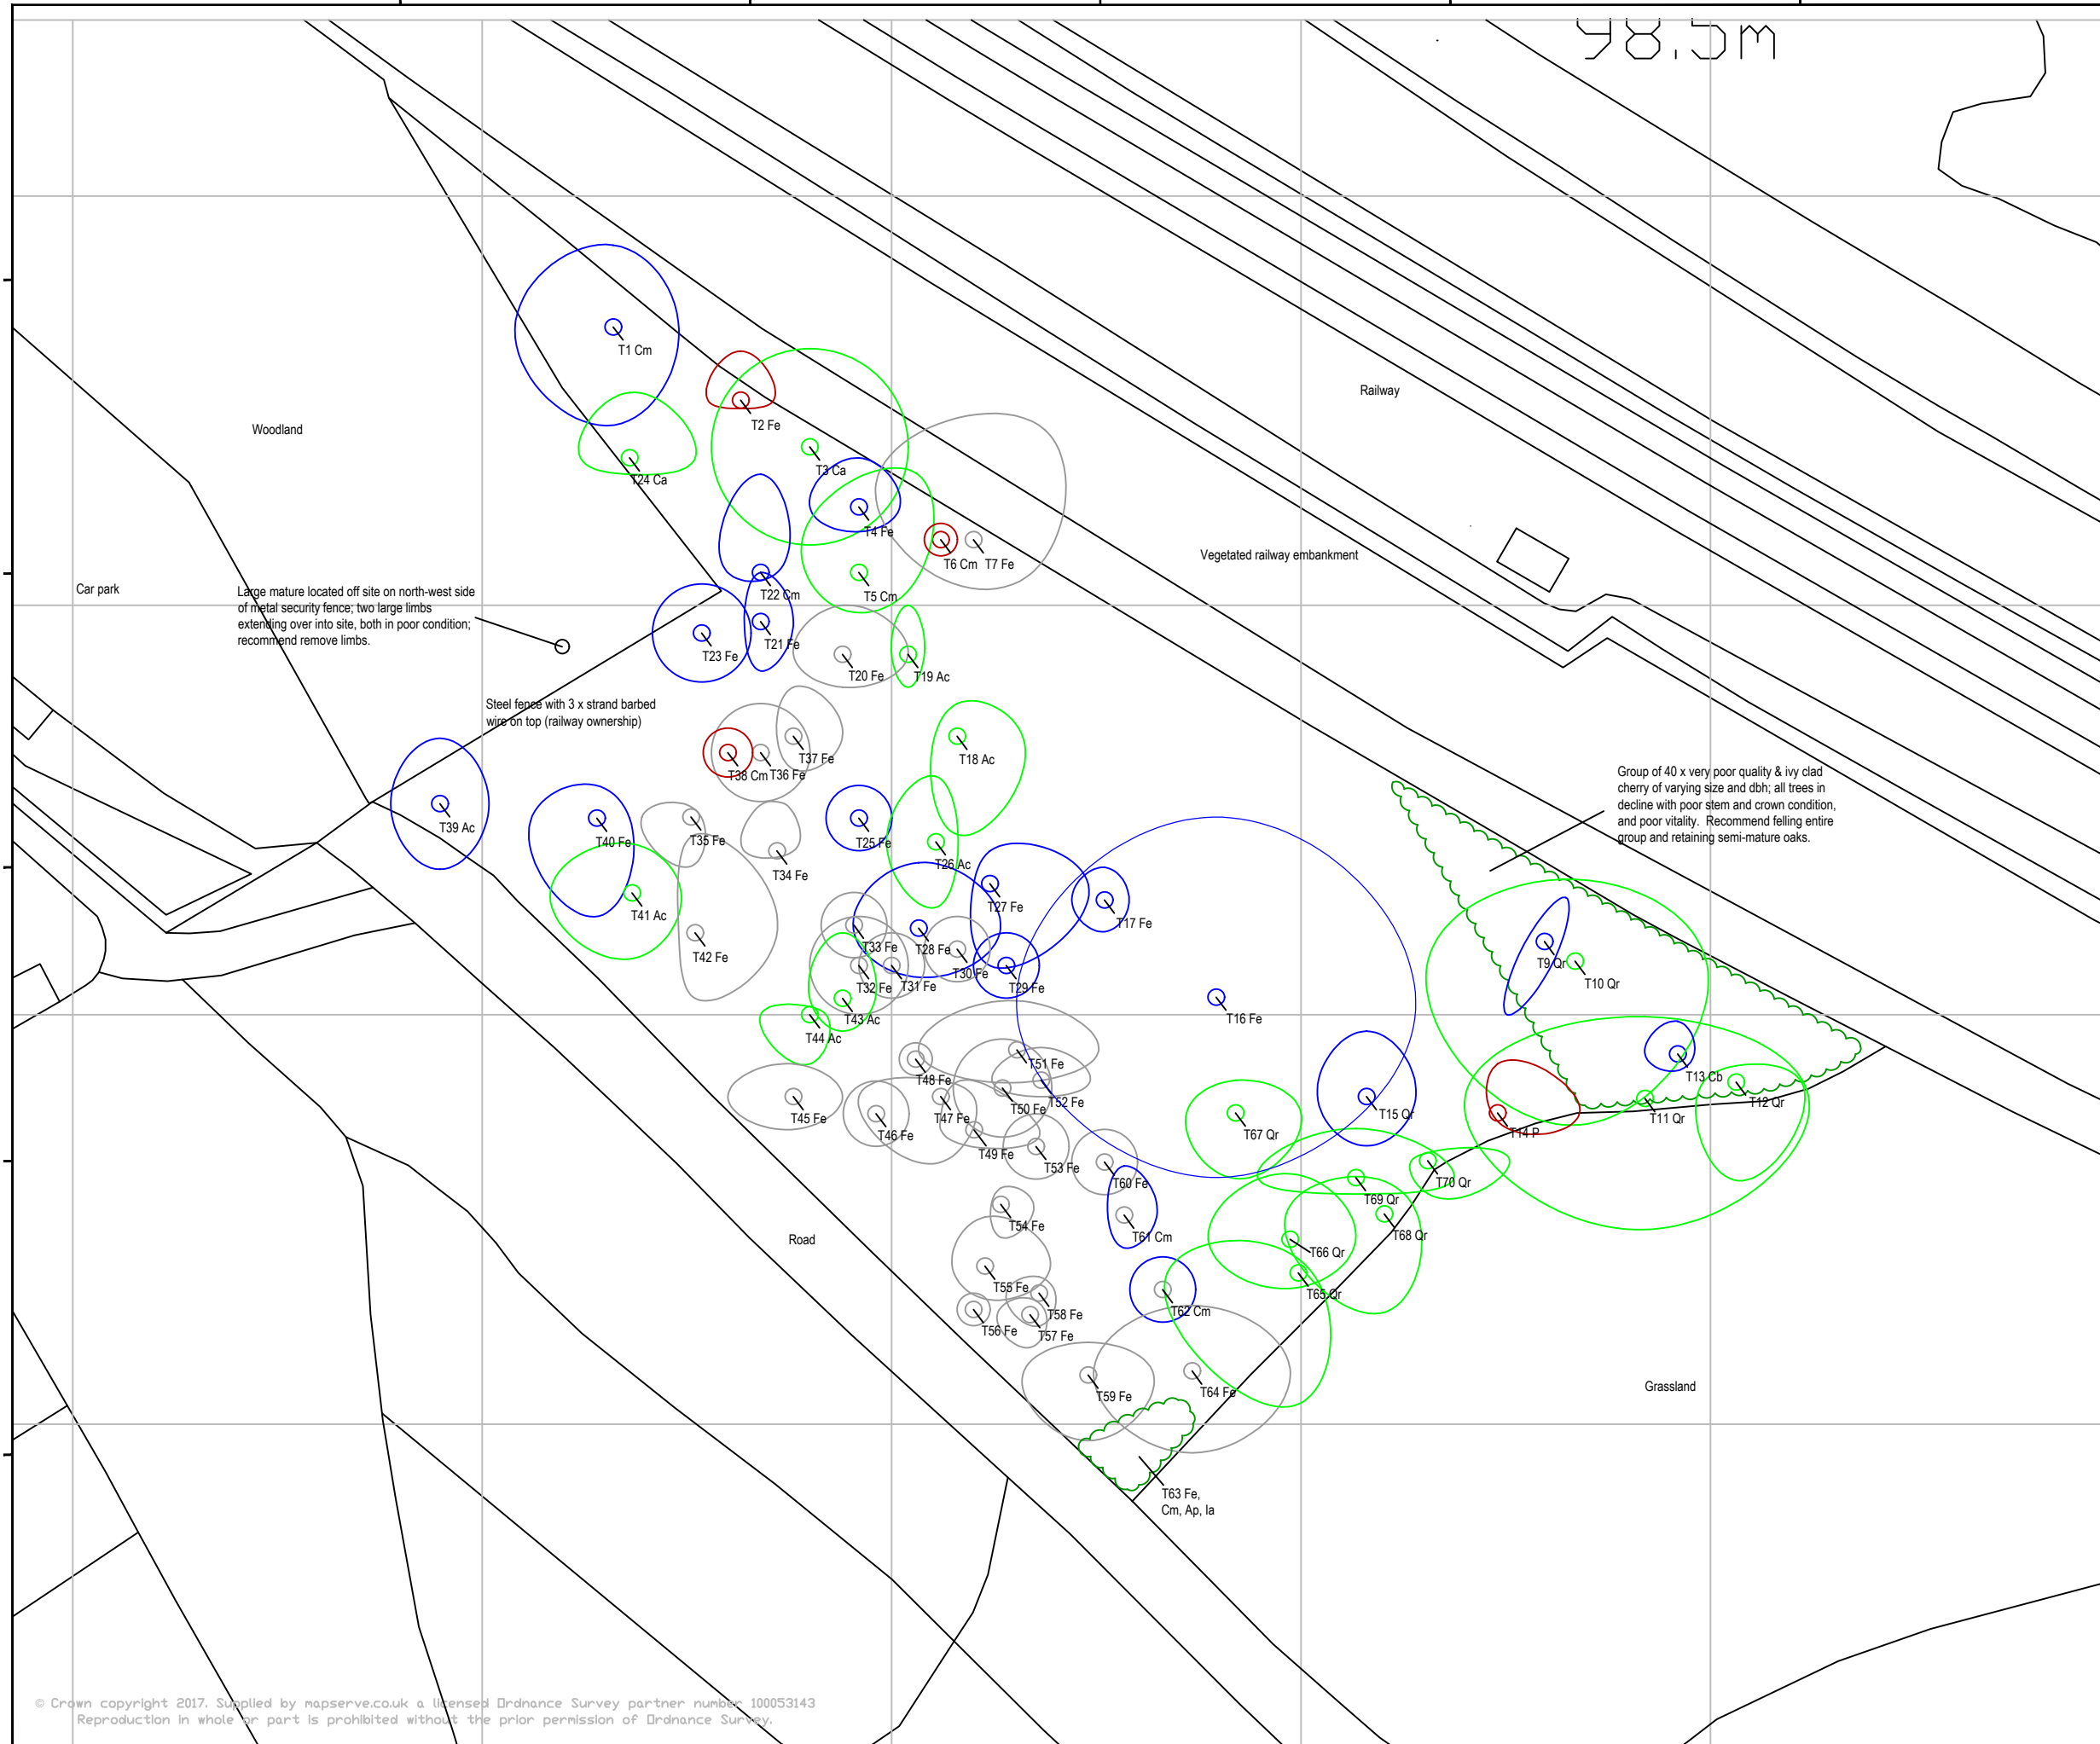 98.5m
T1 Cm
Railway
T2 Fe
Woodland
T3 Ca
T24 Ca
T4 Fe
Vegetated railway embankment
T6 Cm
T7 Fe
Car park
Large mature located off site on north-west side
of metal security fence; two large limbs
extending over into site, both in poor condition;
recommend remove limbs.
T22 Cm
T5 Cm
T21 Fe
T23 Fe
T20 Fe
T19 Ac
Steel fence with 3 x strand barbed
wire on top (railway ownership)
T37 Fe
T18 Ac
T38 Cm
T36 Fe
Group of 40 x very poor quality & ivy clad
cherry of varying size and dbh; all trees in
decline with poor stem and crown condition,
and poor vitality. Recommend felling entire
group and retaining semi-mature oaks.
T39 Ac
T40 Fe
T35 Fe
T25 Fe
T26 Ac
T34 Fe
T27 Fe
T41 Ac
T17 Fe
T33 Fe
T28 Fe
T42 Fe
T30 Fe
T9 Qr
T10 Qr
T32 Fe
T31 Fe
T29 Fe
T43 Ac
T16 Fe
T44 Ac
T51 Fe
T13 Cb
T48 Fe
T52 Fe
T50 Fe
T12 Qr
T45 Fe
T47 Fe
T15 Qr
T11 Qr
T46 Fe
T67 Qr
T14 P
T49 Fe
T53 Fe
T60 Fe
T70 Qr
T69 Qr
T54 Fe
T61 Cm
T68 Qr
Road
T66 Qr
T55 Fe
T65 Qr
T58 Fe
T62 Cm
T56 Fe
T57 Fe
T59 Fe
T64 Fe
Grassland
T63 Fe,
Cm, Ap, Ia
© Crown copyright 2017. Supplied by mapserve.co.uk a licensed Ordnance Survey partner number 100053143
Reproduction in whole or part is prohibited without the prior permission of Ordnance Survey.